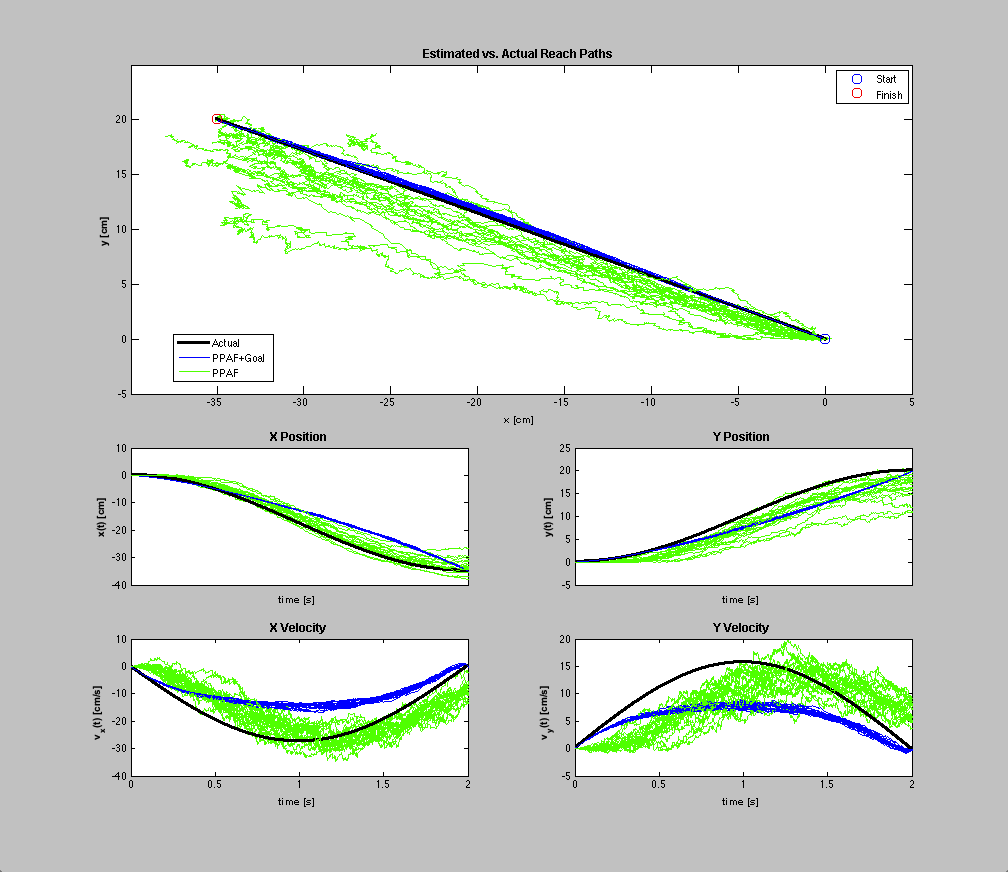 Estimated vs. Actual Reach Paths
Start
Finish
20
15
10
5
0
-5
y [cm]
Actual
PPAF+Goal
PPAF
-35
-30
-25
-20
-15
-10
-5
0
5
x [cm]
X Position
10
0
-10
-20
-30
-40
x(t) [cm]
time [s]
Y Position
25
20
15
10
5
0
-5
y(t) [cm]
time [s]
X Velocity
10
0
-10
-20
-30
-40
v_x(t) [cm/s]
0
0.5
1
1.5
2
time [s]
Y Velocity
20
15
10
5
0
-5
v_y(t) [cm/s]
0
0.5
1
1.5
2
time [s]